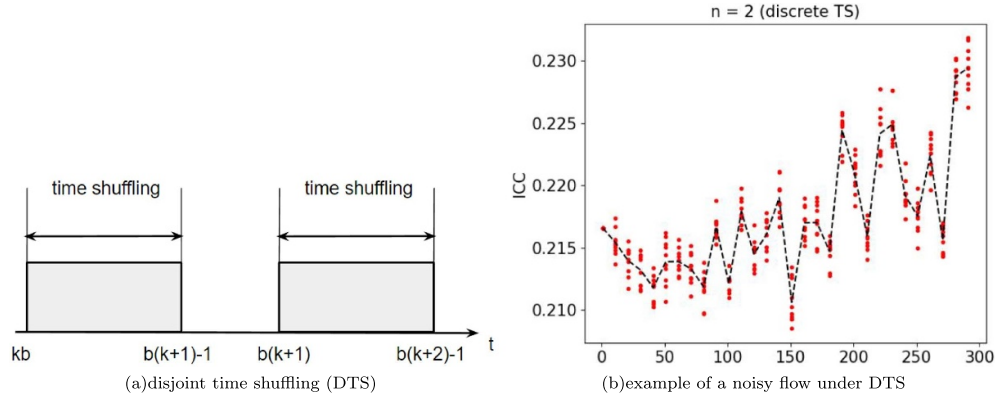 time shuffling
time shuffling
kb
b(k+1)-1
b(k+1)
b(k+2)-1
t
(a)disjoint time shuffling (DTS)
n = 2 (discrete TS)
ICC
0.230
0.225
0.220
0.215
0.210
0
50
100
150
200
250
300
(b)example of a noisy flow under DTS